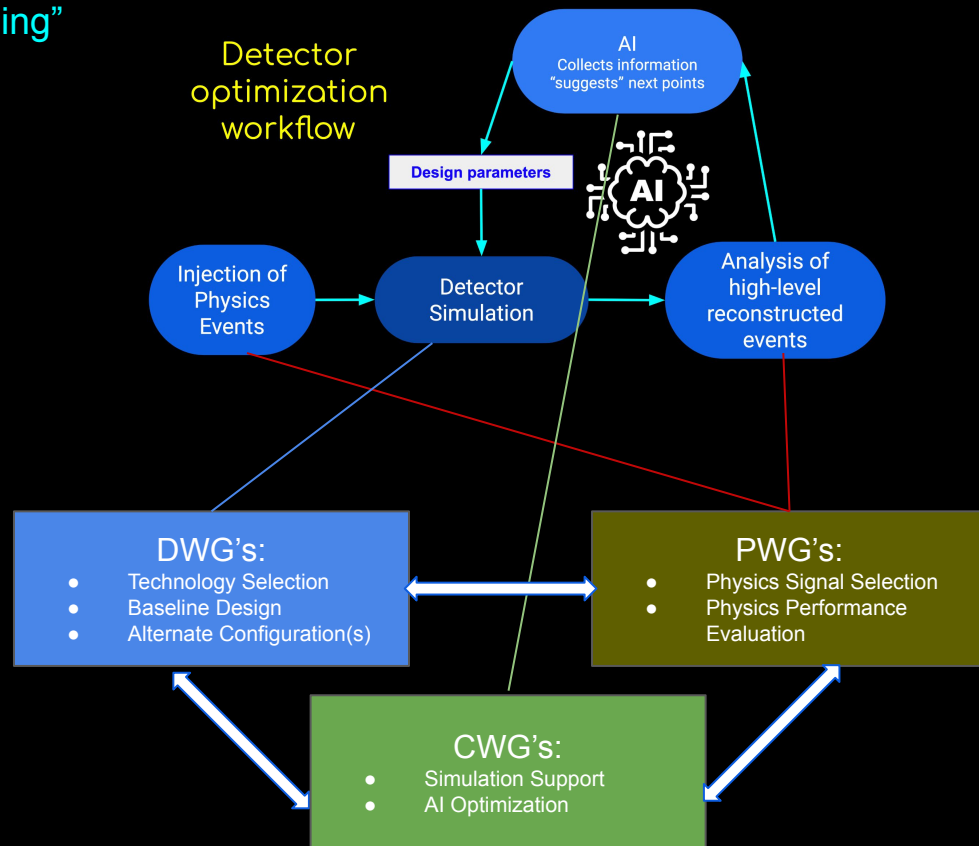 ing”
Detector
optimization
workflow
AI
Collects information
“suggests” next points
Design parameters
AI
Injection of
Physics
Events
Detector
Simulation
Analysis of
high-level
reconstructed
events
DWG’s:
● Technology Selection
● Baseline Design
● Alternate Configuration(s)
PWG’s:
● Physics Signal Selection
● Physics Performance
Evaluation
CWG’s:
● Simulation Support
● AI Optimization